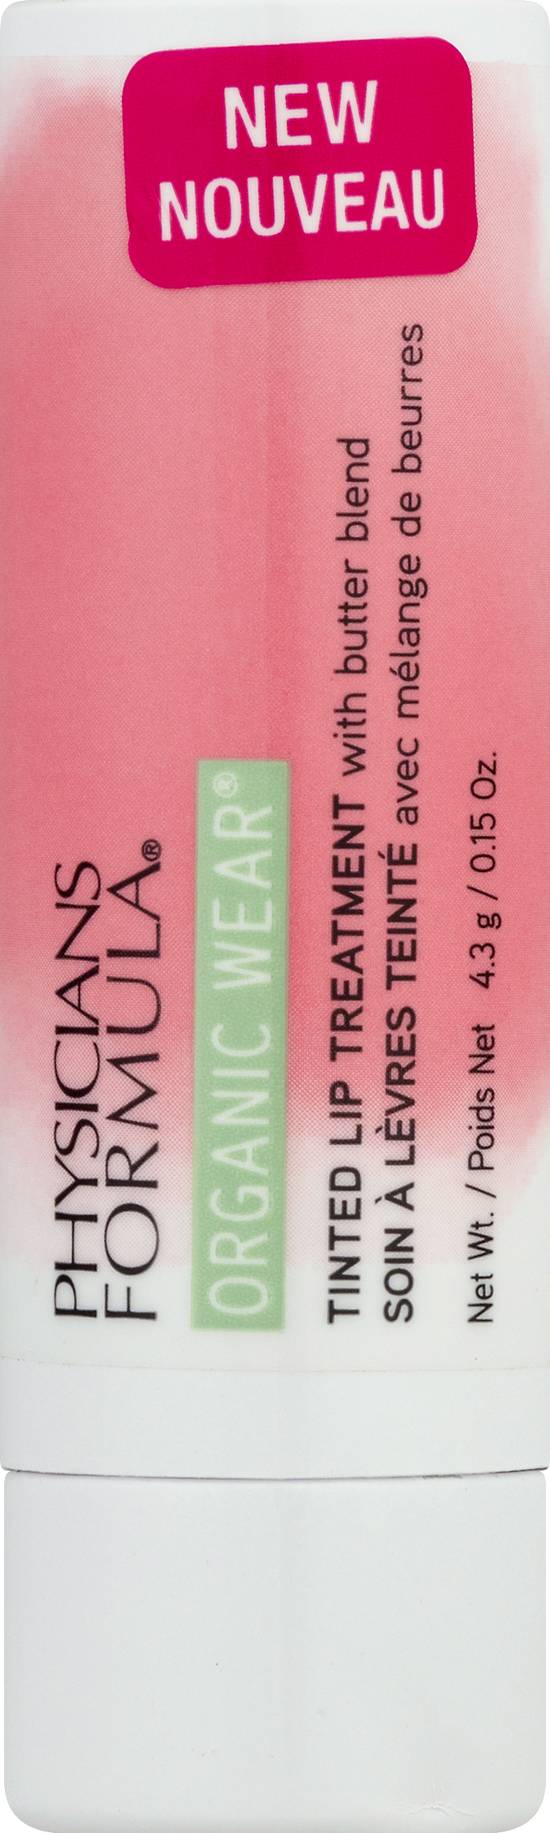 NEW
NOUVEAU
PHYSICIANS
FORMULA®
ORGANIC WEAR®
TINTED LIP TREATMENT with butter blend
SOIN À LÈVRES TEINTÉ avec mélange de beurres
Net Wt. / Poids Net 4.3 g / 0.15 Oz.